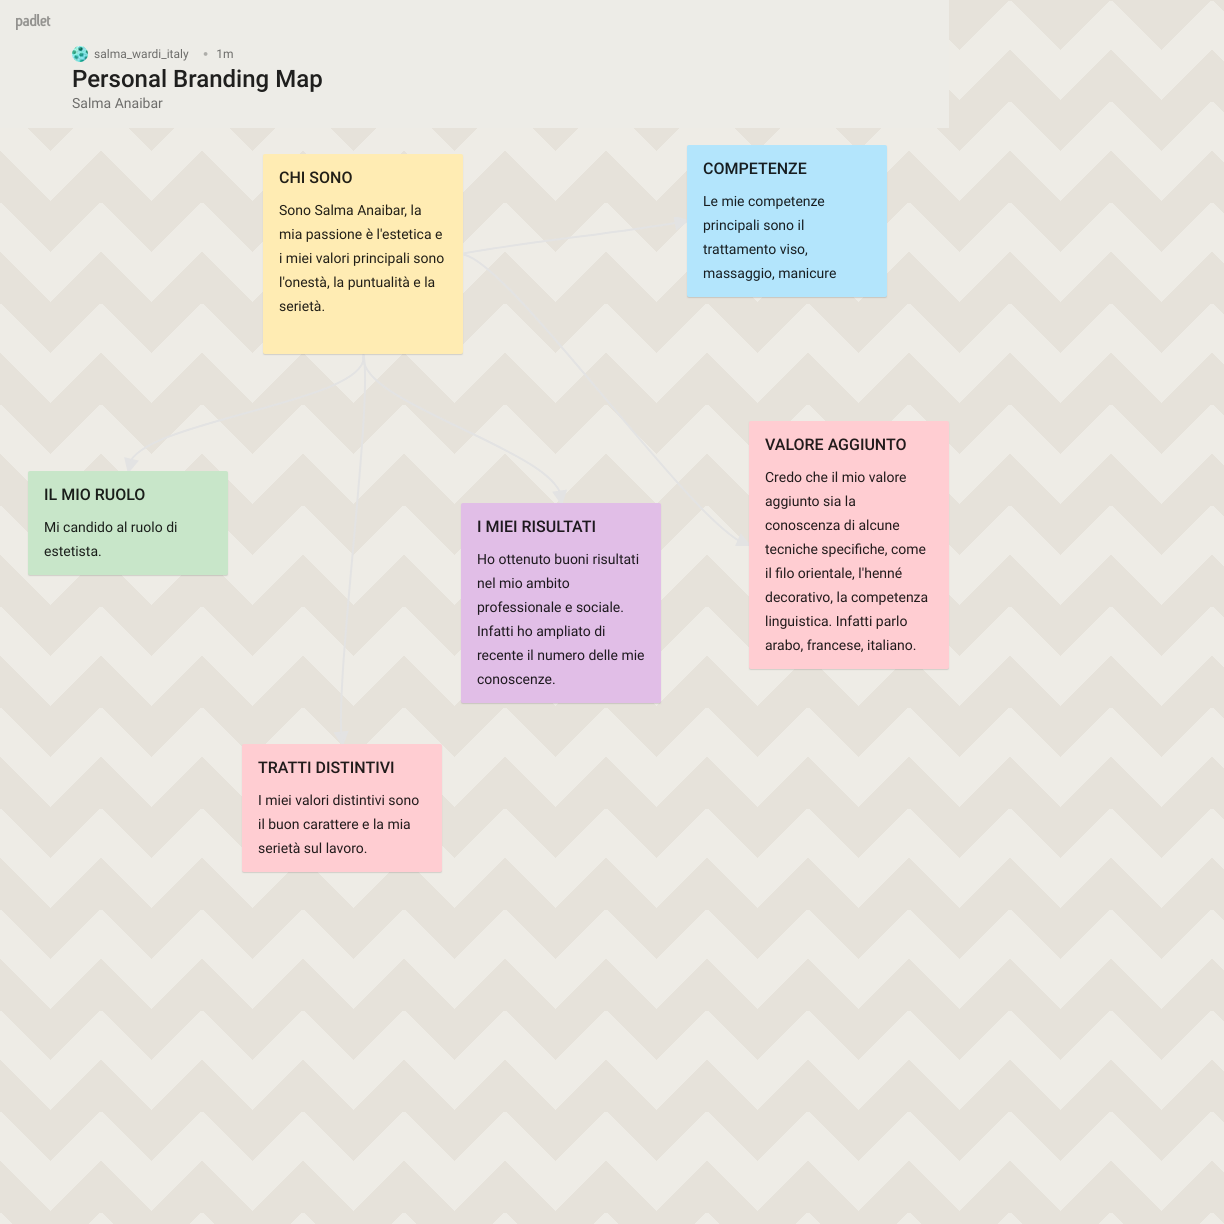 padlet
salma_wardi_italy • 1m
Personal Branding Map
Salma Anaibar
CHI SONO
Sono Salma Anaibar, la
mia passione è l'estetica e
i miei valori principali sono
l'onestà, la puntualità e la
serietà.
COMPETENZE
Le mie competenze
principali sono il
trattamento viso,
massaggio, manicure
IL MIO RUOLO
Mi candido al ruolo di
estetista.
I MIEI RISULTATI
Ho ottenuto buoni risultati
nel mio ambito
professionale e sociale.
Infatti ho ampliato di
recente il numero delle mie
conoscenze.
VALORE AGGIUNTO
Credo che il mio valore
aggiunto sia la
conoscenza di alcune
tecniche specifiche, come
il filo orientale, l'henné
decorativo, la competenza
linguistica. Infatti parlo
arabo, francese, italiano.
TRATTI DISTINTIVI
I miei valori distintivi sono
il buon carattere e la mia
serietà sul lavoro.